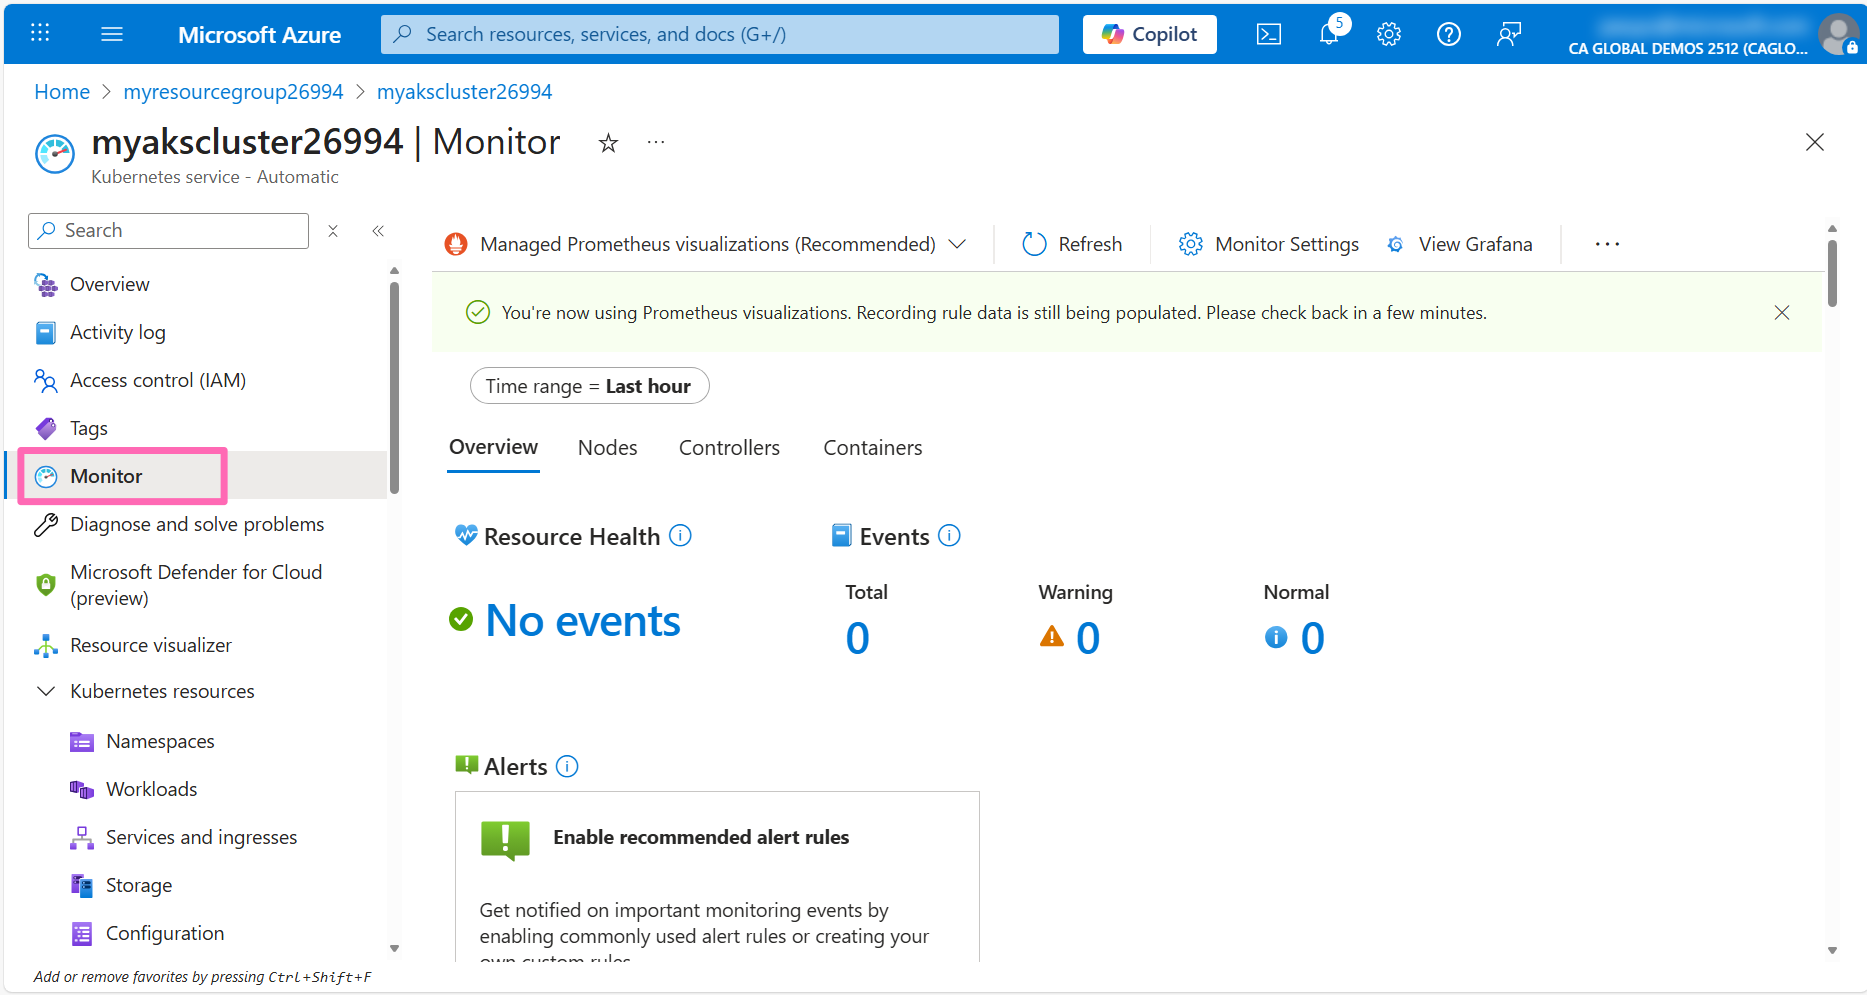 Microsoft Azure
Search resources, services, and docs (G+/)
Copilot
5
CA GLOBAL DEMOS 2512 (CAGLO...
Home > myresourcegroup26994 > myakscluster26994
myakscluster26994 | Monitor
Kubernetes service - Automatic
Search
Managed Prometheus visualizations (Recommended)
Refresh
Monitor Settings
View Grafana
Overview
Activity log
Access control (IAM)
Tags
Monitor
Diagnose and solve problems
Microsoft Defender for Cloud
(preview)
Resource visualizer
Kubernetes resources
Namespaces
Workloads
Services and ingresses
Storage
Configuration
Add or remove favorites by pressing Ctrl+Shift+F
You're now using Prometheus visualizations. Recording rule data is still being populated. Please check back in a few minutes.
Time range = Last hour
Overview
Nodes
Controllers
Containers
Resource Health
No events
Events
Total
0
Warning
0
Normal
0
Alerts
Enable recommended alert rules
Get notified on important monitoring events by
enabling commonly used alert rules or creating your
own custom rules